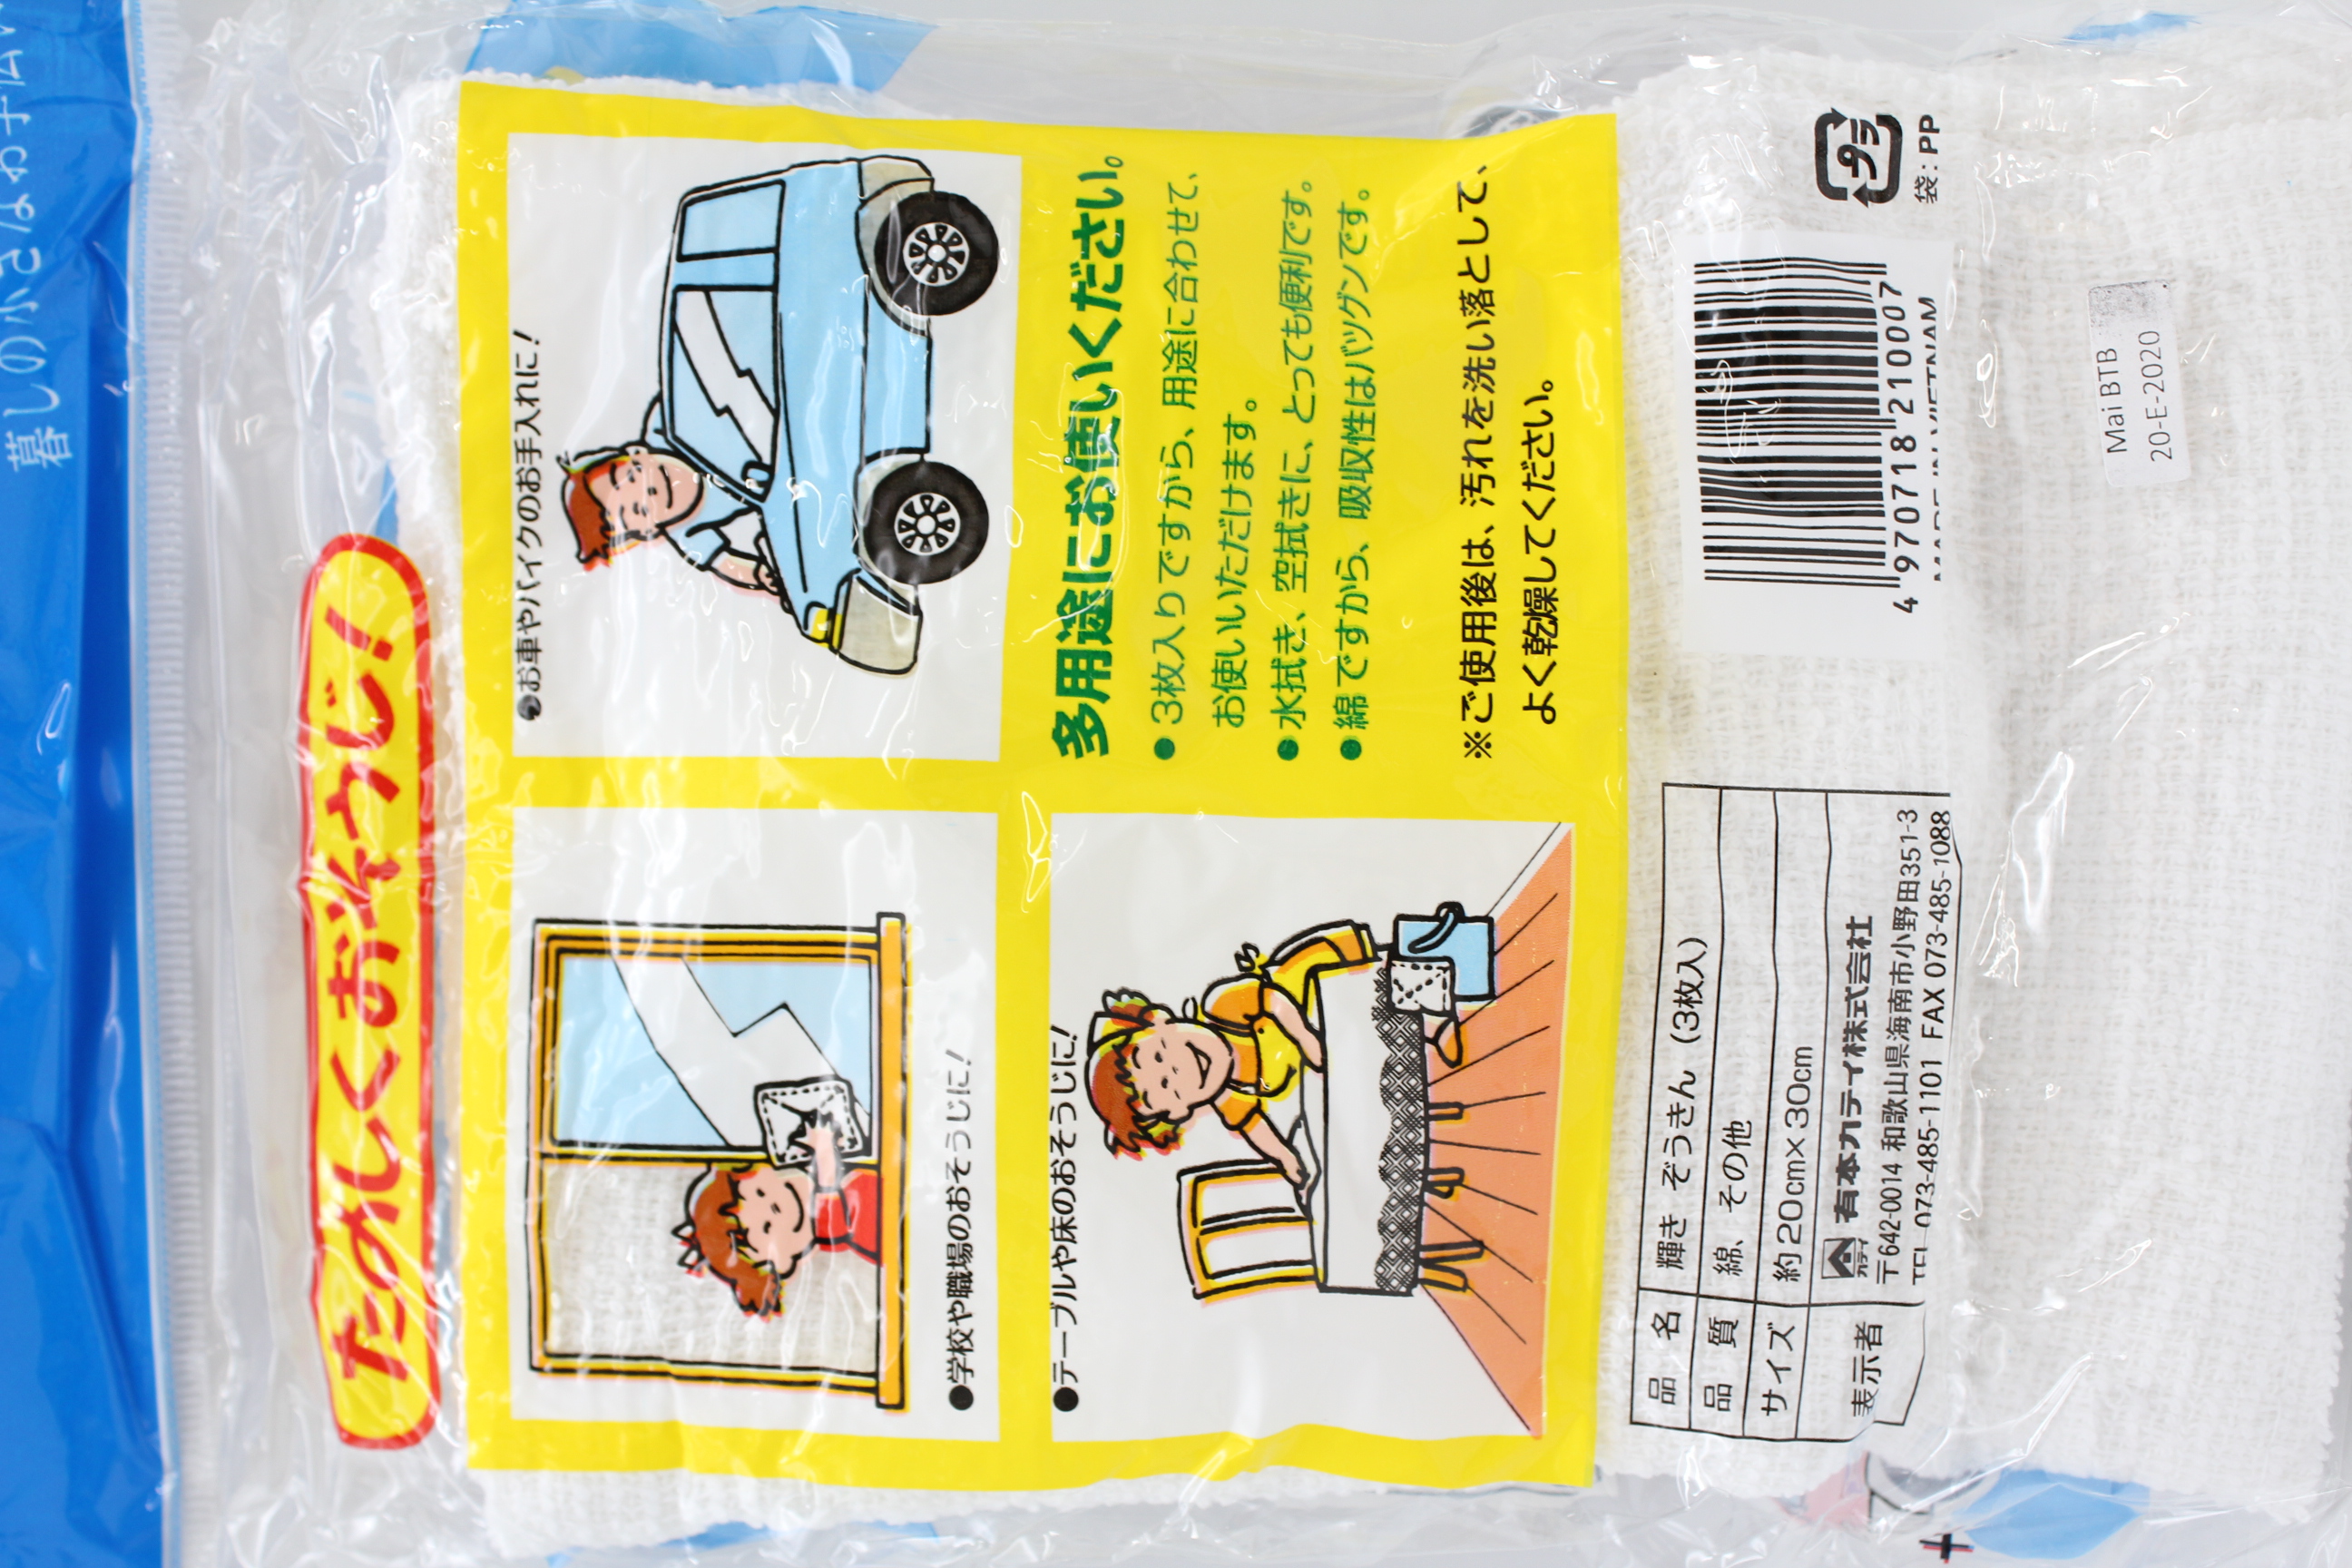 暮しの小さなお手伝い
たのしくおそうじ!
●お車やバイクのお手入れに!
●学校や職場のおそうじに!
●テーブルや床のおそうじに!
多用途にお使いください。
●3枚入りですから、用途に合わせて、
お使いいただけます。
●水拭き、空拭きに、とっても便利です。
●綿ですから、吸収性はバツグンです。
※ご使用後は、汚れを洗い落として、
よく乾燥してください。
品名 輝き ぞうきん (3枚入)
品質 綿、その他
サイズ 約20cm×30cm
表示者 有本カテイ株式会社
〒642-0014 和歌山県海南市小野田351-3
TEL 073-485-1101 FAX 073-485-1088
4 970718 210007
MADE IN VIETNAM
プラ
袋:PP
Mai BTB
20-E-2020